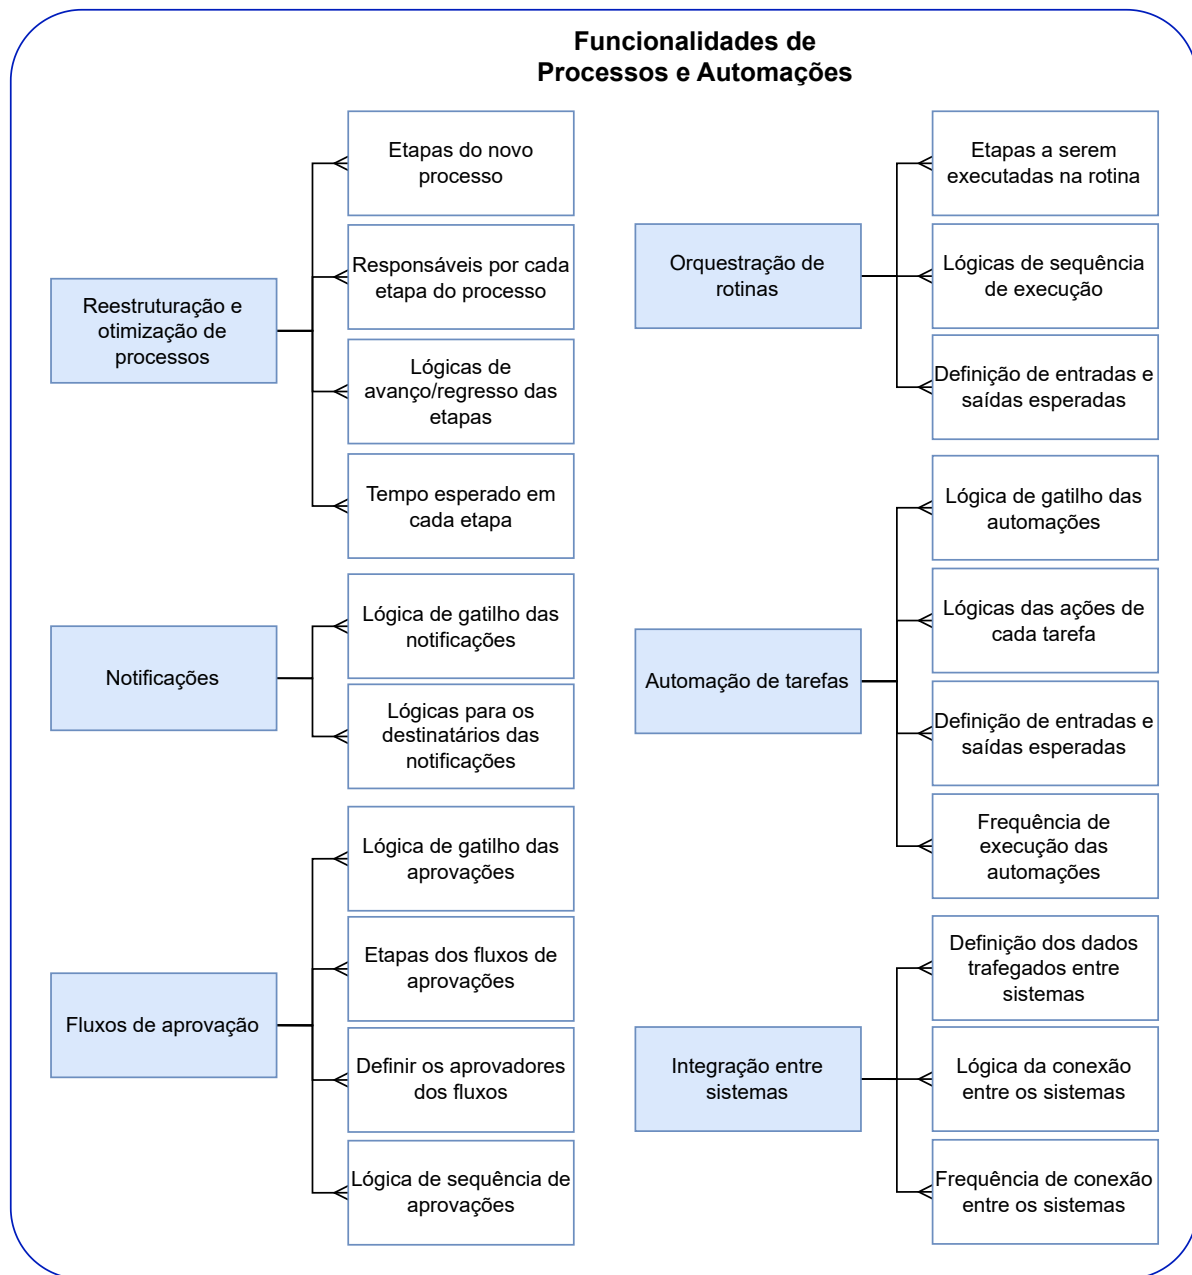 Funcionalidades de
Processos e Automações
Reestruturação e
otimização de
processos
Etapas do novo
processo
Responsáveis por cada
etapa do processo
Lógicas de
avanço/regresso das
etapas
Tempo esperado em
cada etapa
Notificações
Lógica de gatilho das
notificações
Lógicas para os
destinatários das
notificações
Fluxos de aprovação
Lógica de gatilho das
aprovações
Etapas dos fluxos de
aprovações
Definir os aprovadores
dos fluxos
Lógica de sequência de
aprovações
Orquestração de
rotinas
Etapas a serem
executadas na rotina
Lógicas de sequência
de execução
Definição de entradas e
saídas esperadas
Automação de tarefas
Lógica de gatilho das
automações
Lógicas das ações de
cada tarefa
Definição de entradas e
saídas esperadas
Frequência de
execução das
automações
Integração entre
sistemas
Definição dos dados
trafegados entre
sistemas
Lógica da conexão
entre os sistemas
Frequência de conexão
entre os sistemas